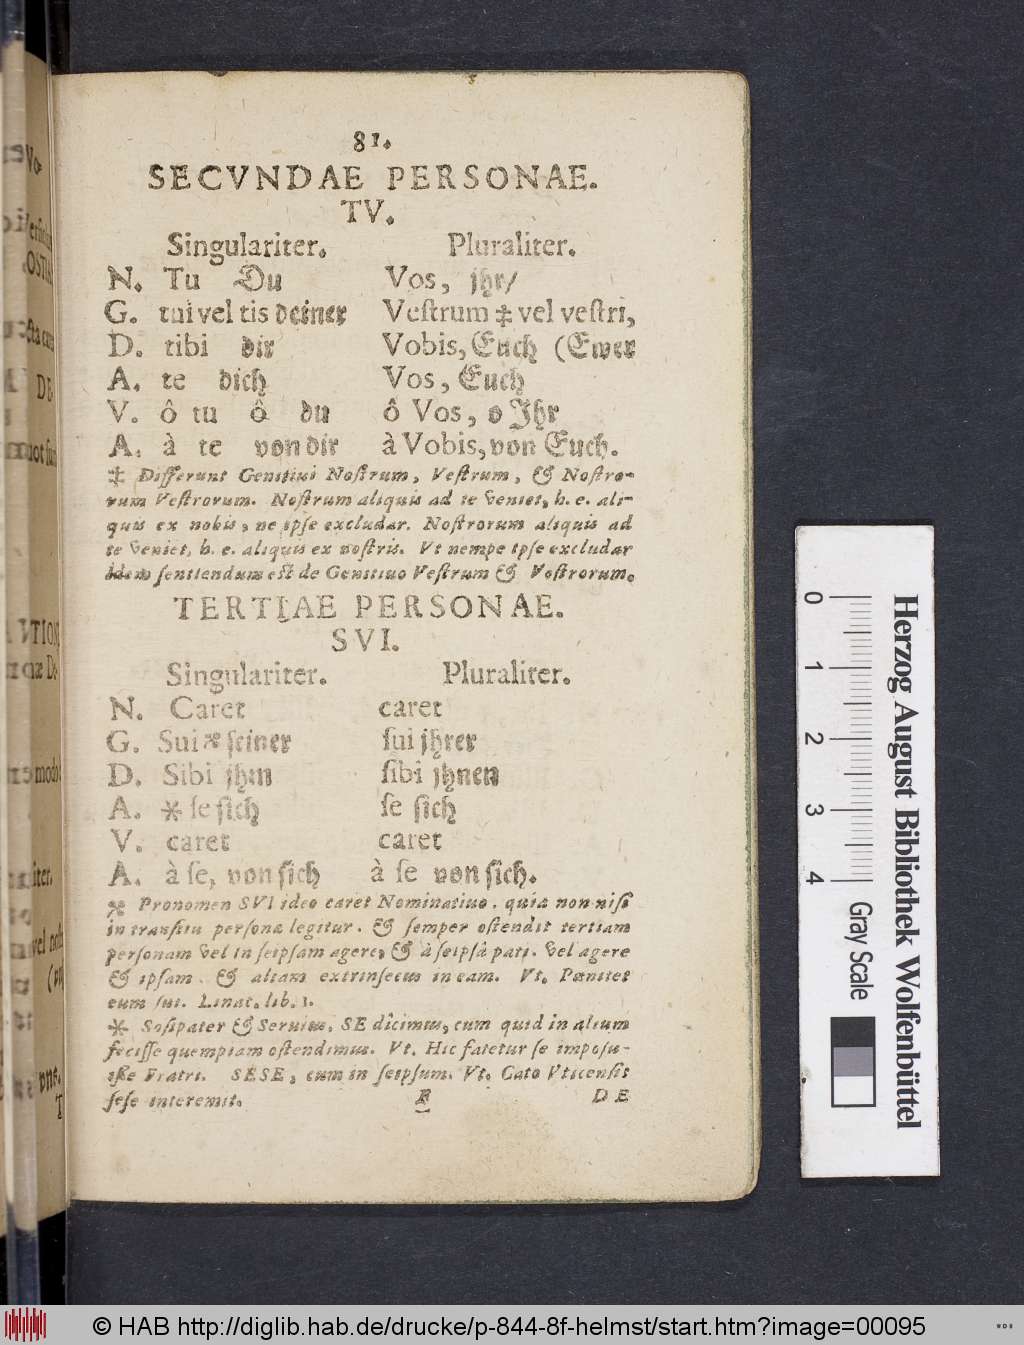 81.
SECVNDAE PERSONAE.
TV.
Singulariter. Pluraliter.
N. Tu Du Vos, jhr/
G. tui vel tis deiner Veſtrum ‡ vel veſtri,
D. tibi dir Vobis, Euch (Ewer
A. te dich Vos, Euch
V. ô tu ô du ô Vos, o Jhr
A. à te von dir à Vobis, von Euch.
‡ Differunt Genitiui Noſtrum, Veſtrum, & Noſtro-
rum Veſtrorum. Noſtrum aliquis ad te veniet, h. e. ali-
quis ex nobis, ne ipſe excludar. Noſtrorum aliquis ad
te veniet, h. e. aliquis ex noſtris. Vt nempe ipſe excludar
idem ſentiendum eſt de Genitiuo Veſtrum & Veſtrorum.
TERTIAE PERSONAE.
SVI.
Singulariter. Pluraliter.
N. Caret caret
G. Sui * ſeiner ſui jhrer
D. Sibi jhm ſibi jhnen
A. * ſe ſich ſe ſich
V. caret caret
A. à ſe, von ſich à ſe von ſich.
* Pronomen SVI ideo caret Nominatiuo. quia non niſi
in tranſitu perſonæ legitur. & ſemper oſtendit tertiam
perſonam vel in ſeipſam agere, & à ſeipſâ pati. vel agere
& ipſam & aliam extrinſecus in eam. Vt. Pœnitet
eum ſui. Linac. lib. 1.
* Soſipater & Seruius, SE dicimus, cum quid in alium
feciſſe quempiam oſtendimus. Vt. Hic fatetur ſe impoſu-
iſſe Fratri. SESE, cum in ſeipſum. Vt. Cato Vticenſis
ſeſe interemit. F DE
0 1 2 3 4
Gray Scale
Herzog August Bibliothek Wolfenbüttel
© HAB http://diglib.hab.de/drucke/p-844-8f-helmst/start.htm?image=00095
WDB